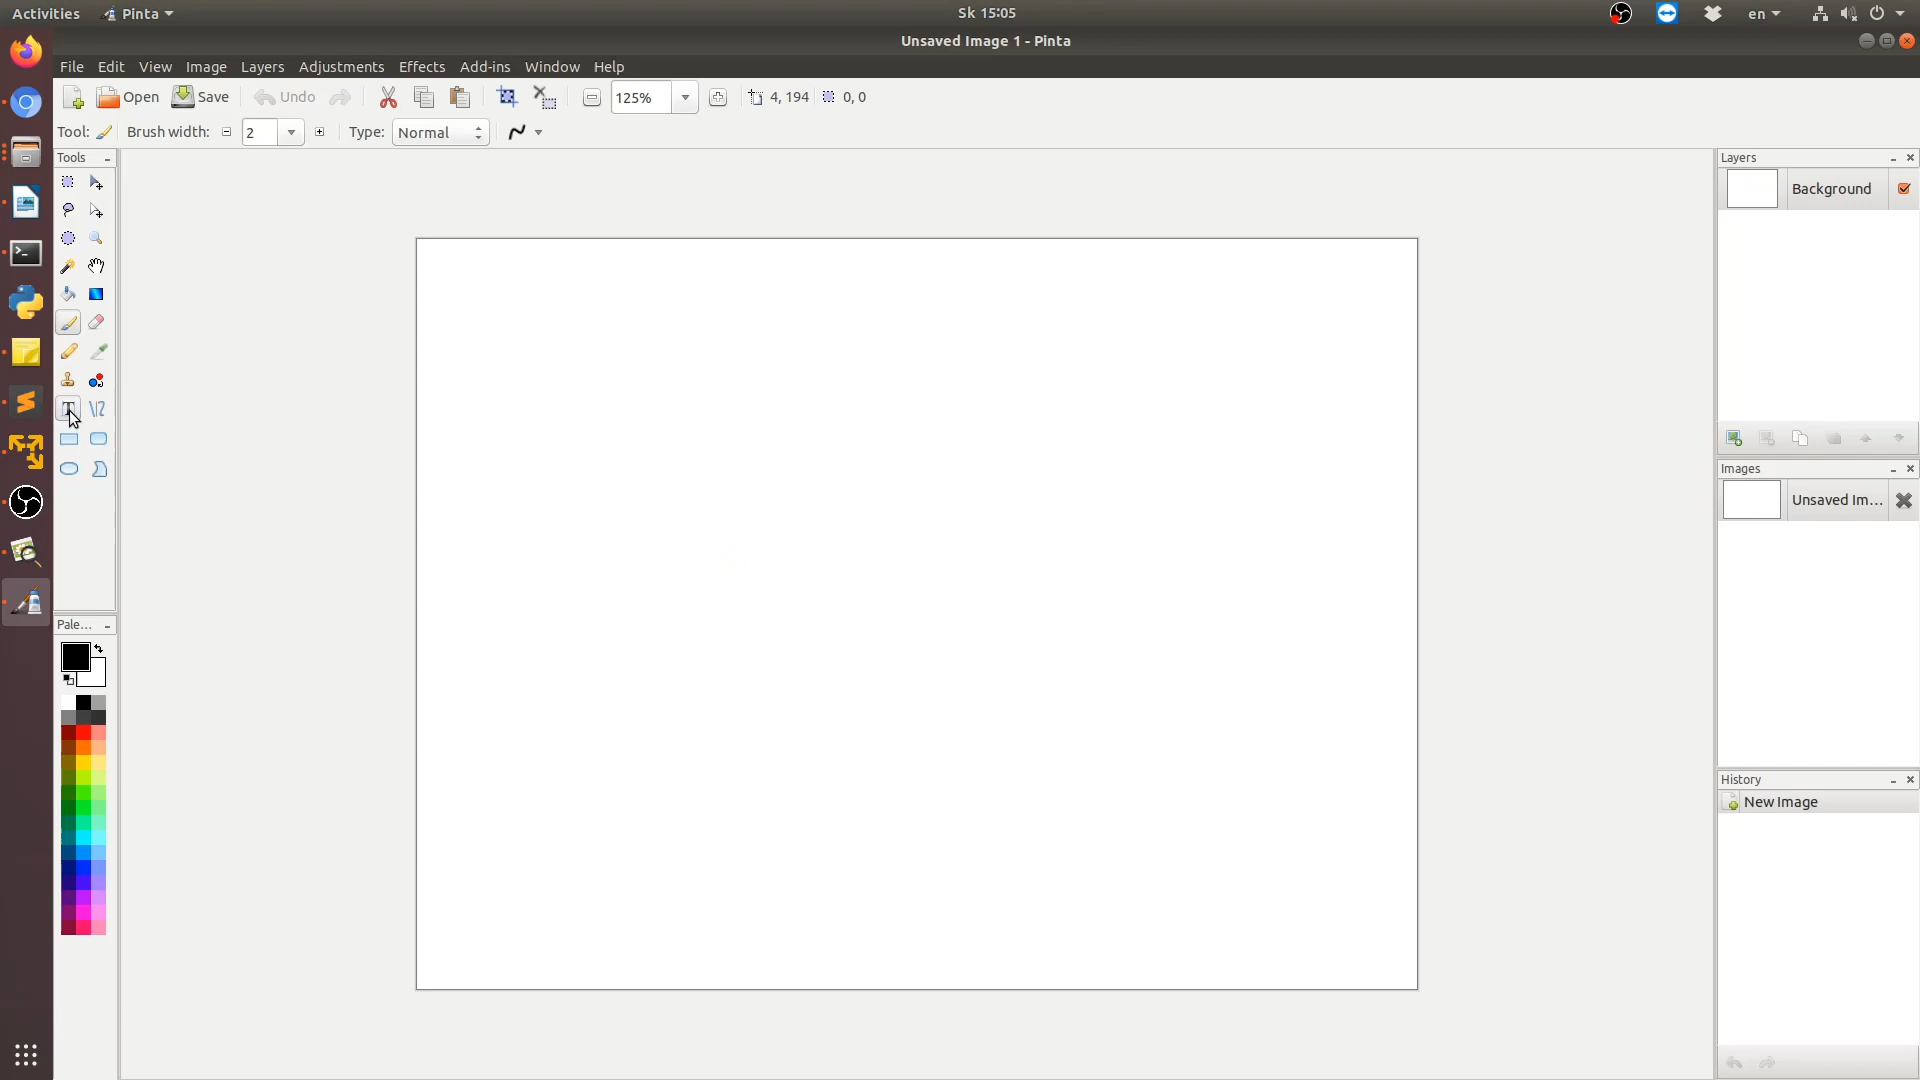 Activities Pinta Sk 15:05 en
Unsaved Image 1 - Pinta
File Edit View Image Layers Adjustments Effects Add-ins Window Help
Open Save Undo 125% 4, 194 0, 0
Tool: Brush width: 2 Type: Normal
Tools
Layers
Background
Images
Unsaved Im...
Pale...
History
New Image